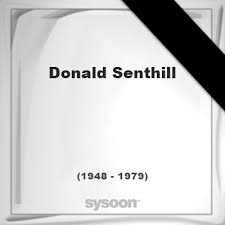 Donald Senthill
(1948 - 1979)
sysoon